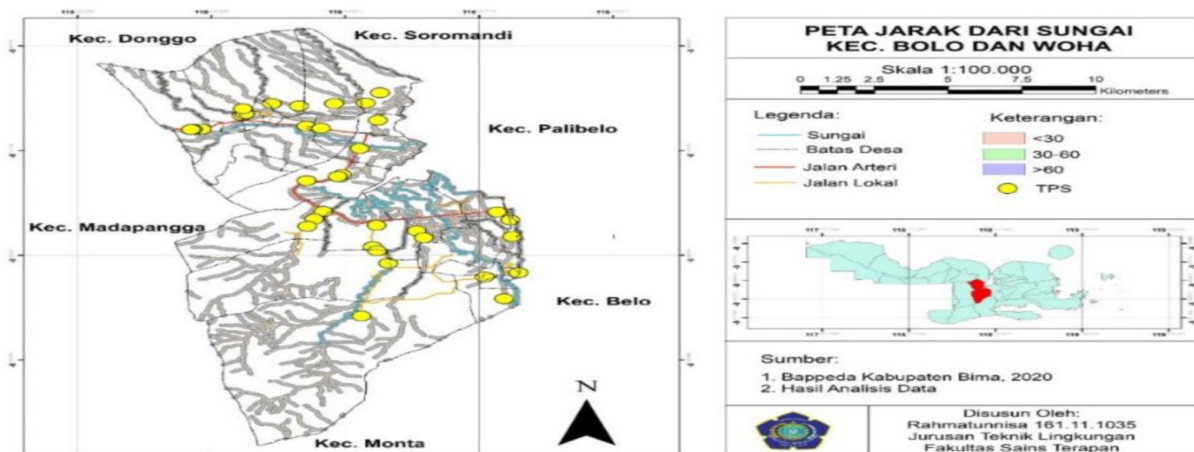 Kec. Donggo
Kec. Soromandi
Kec. Palibelo
Kec. Madapangga
Kec. Belo
Kec. Monta
N
PETA JARAK DARI SUNGAI
KEC. BOLO DAN WOHA
Skala 1:100.000
0 1.25 2.5 5 7.5 10
Kilometers
Legenda:
Sungai
Batas Desa
Jalan Arteri
Jalan Lokal
Keterangan:
<30
30-60
>60
TPS
Sumber:
1. Bappeda Kabupaten Bima, 2020
2. Hasil Analisis Data
Disusun Oleh:
Rahmatunnisa 161.11.1035
Jurusan Teknik Lingkungan
Fakultas Sains Terapan